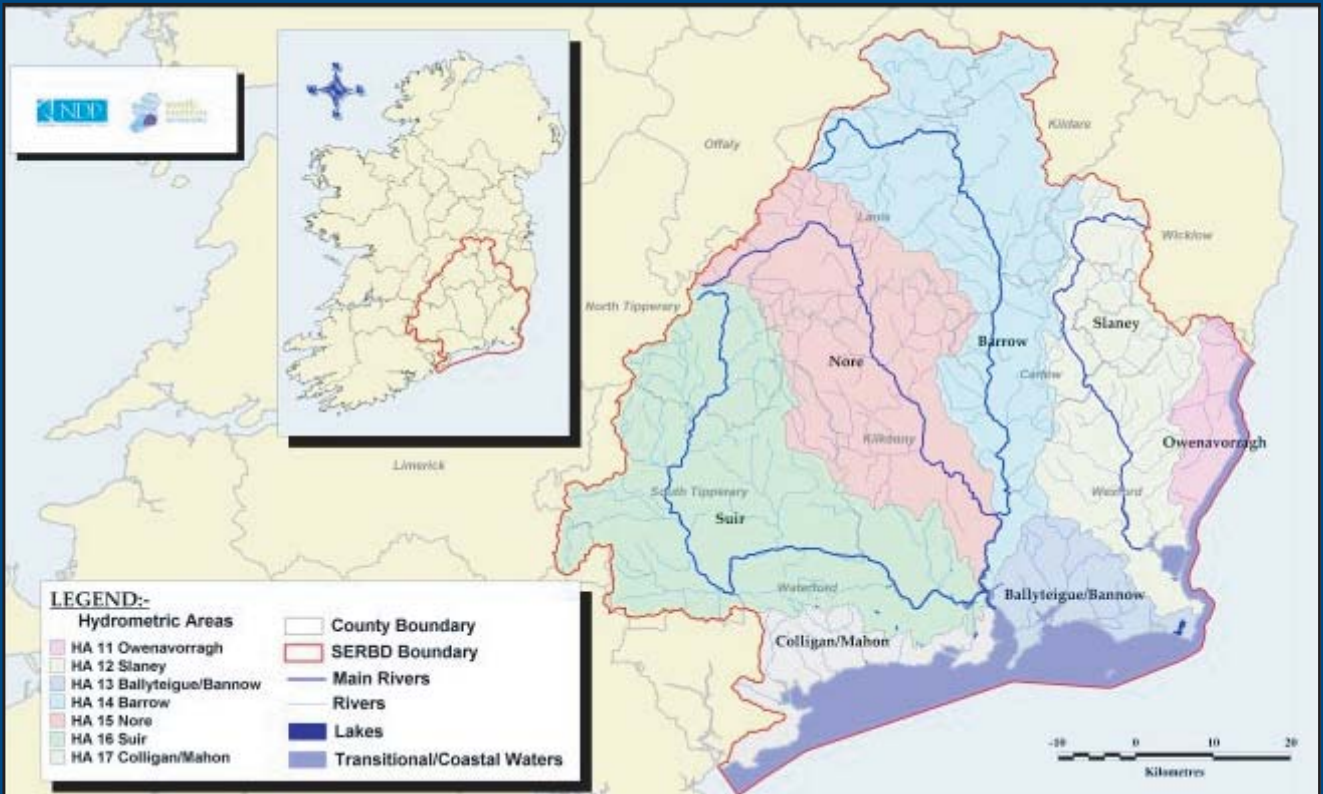 NDP
Offaly
Kildare
Laois
Wicklow
North Tipperary
Slaney
Barrow
Nore
Carlow
Owenavorragh
Kilkenny
Limerick
South Tipperary
Wexford
Suir
Waterford
Ballyteigue/Bannow
Colligan/Mahon
LEGEND:-
Hydrometric Areas
HA 11 Owenavorragh
HA 12 Slaney
HA 13 Ballyteigue/Bannow
HA 14 Barrow
HA 15 Nore
HA 16 Suir
HA 17 Colligan/Mahon
County Boundary
SERBD Boundary
Main Rivers
Rivers
Lakes
Transitional/Coastal Waters
-10 0 10 20
Kilometres